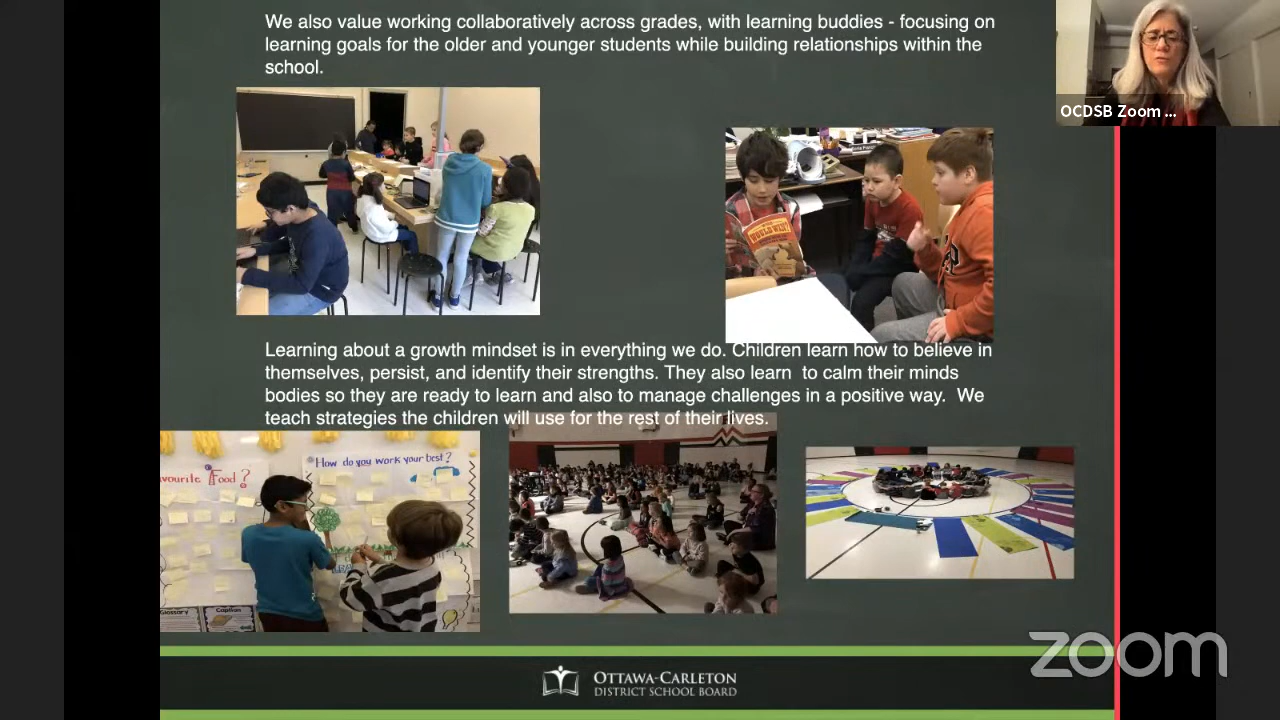 We also value working collaboratively across grades, with learning buddies - focusing on
learning goals for the older and younger students while building relationships within the
school.
OCDSB Zoom ...
Learning about a growth mindset is in everything we do. Children learn how to believe in
themselves, persist, and identify their strengths. They also learn  to calm their minds
bodies so they are ready to learn and also to manage challenges in a positive way.  We
teach strategies the children will use for the rest of their lives.
How do you work your best?
avourite Food?
Glossary
Caption
zoom
OTTAWA-CARLETON
DISTRICT SCHOOL BOARD